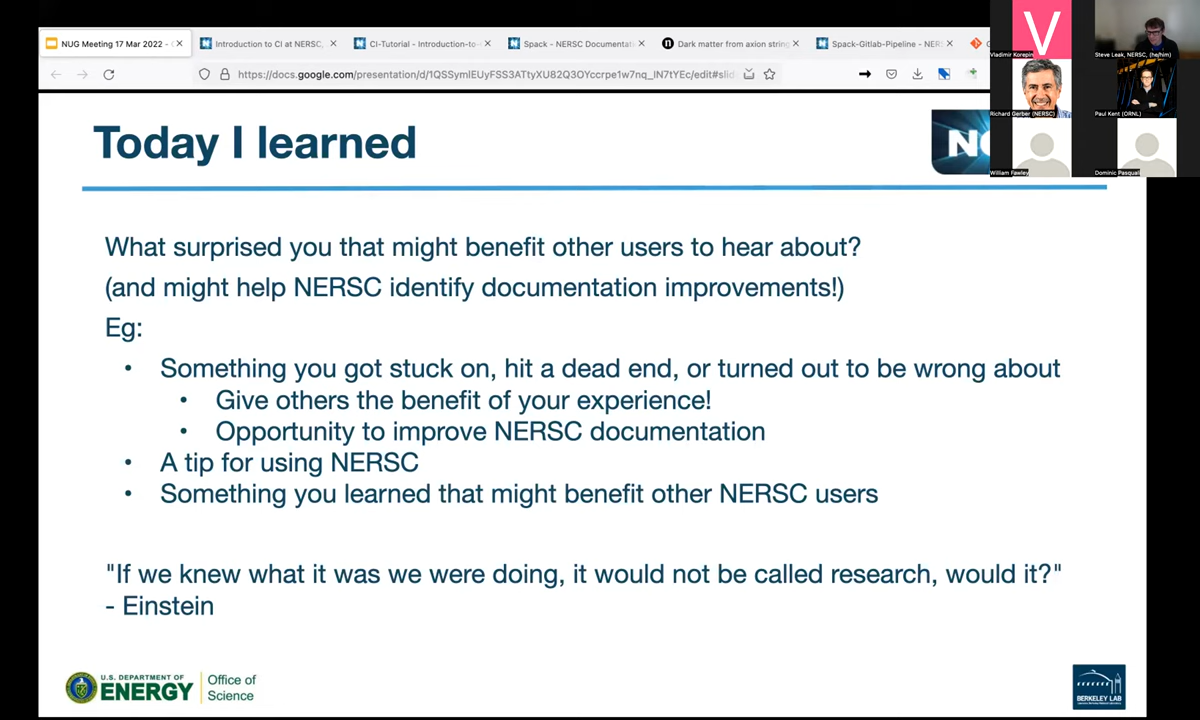 NUG Meeting 17 Mar 2022 -
Introduction to CI at NERSC,
CI-Tutorial - Introduction-to-
Spack - NERSC Documentat
Dark matter from axion string
Spack-Gitlab-Pipeline - NER
https://docs.google.com/presentation/d/1QSSymIEUyFSS3ATtyXU82Q3OYccrpe1w7nq_lN7tYEc/edit#slid
V
Vladimir Korepin
Steve Leak, NERSC, (he/him)
Richard Gerber (NERSC)
Paul Kent (ORNL)
William Fawley
Dominic Pasquali
Today I learned
What surprised you that might benefit other users to hear about?
(and might help NERSC identify documentation improvements!)
Eg:
• Something you got stuck on, hit a dead end, or turned out to be wrong about
• Give others the benefit of your experience!
• Opportunity to improve NERSC documentation
• A tip for using NERSC
• Something you learned that might benefit other NERSC users
"If we knew what it was we were doing, it would not be called research, would it?"
- Einstein
U.S. DEPARTMENT OF
ENERGY
Office of
Science
BERKELEY LAB